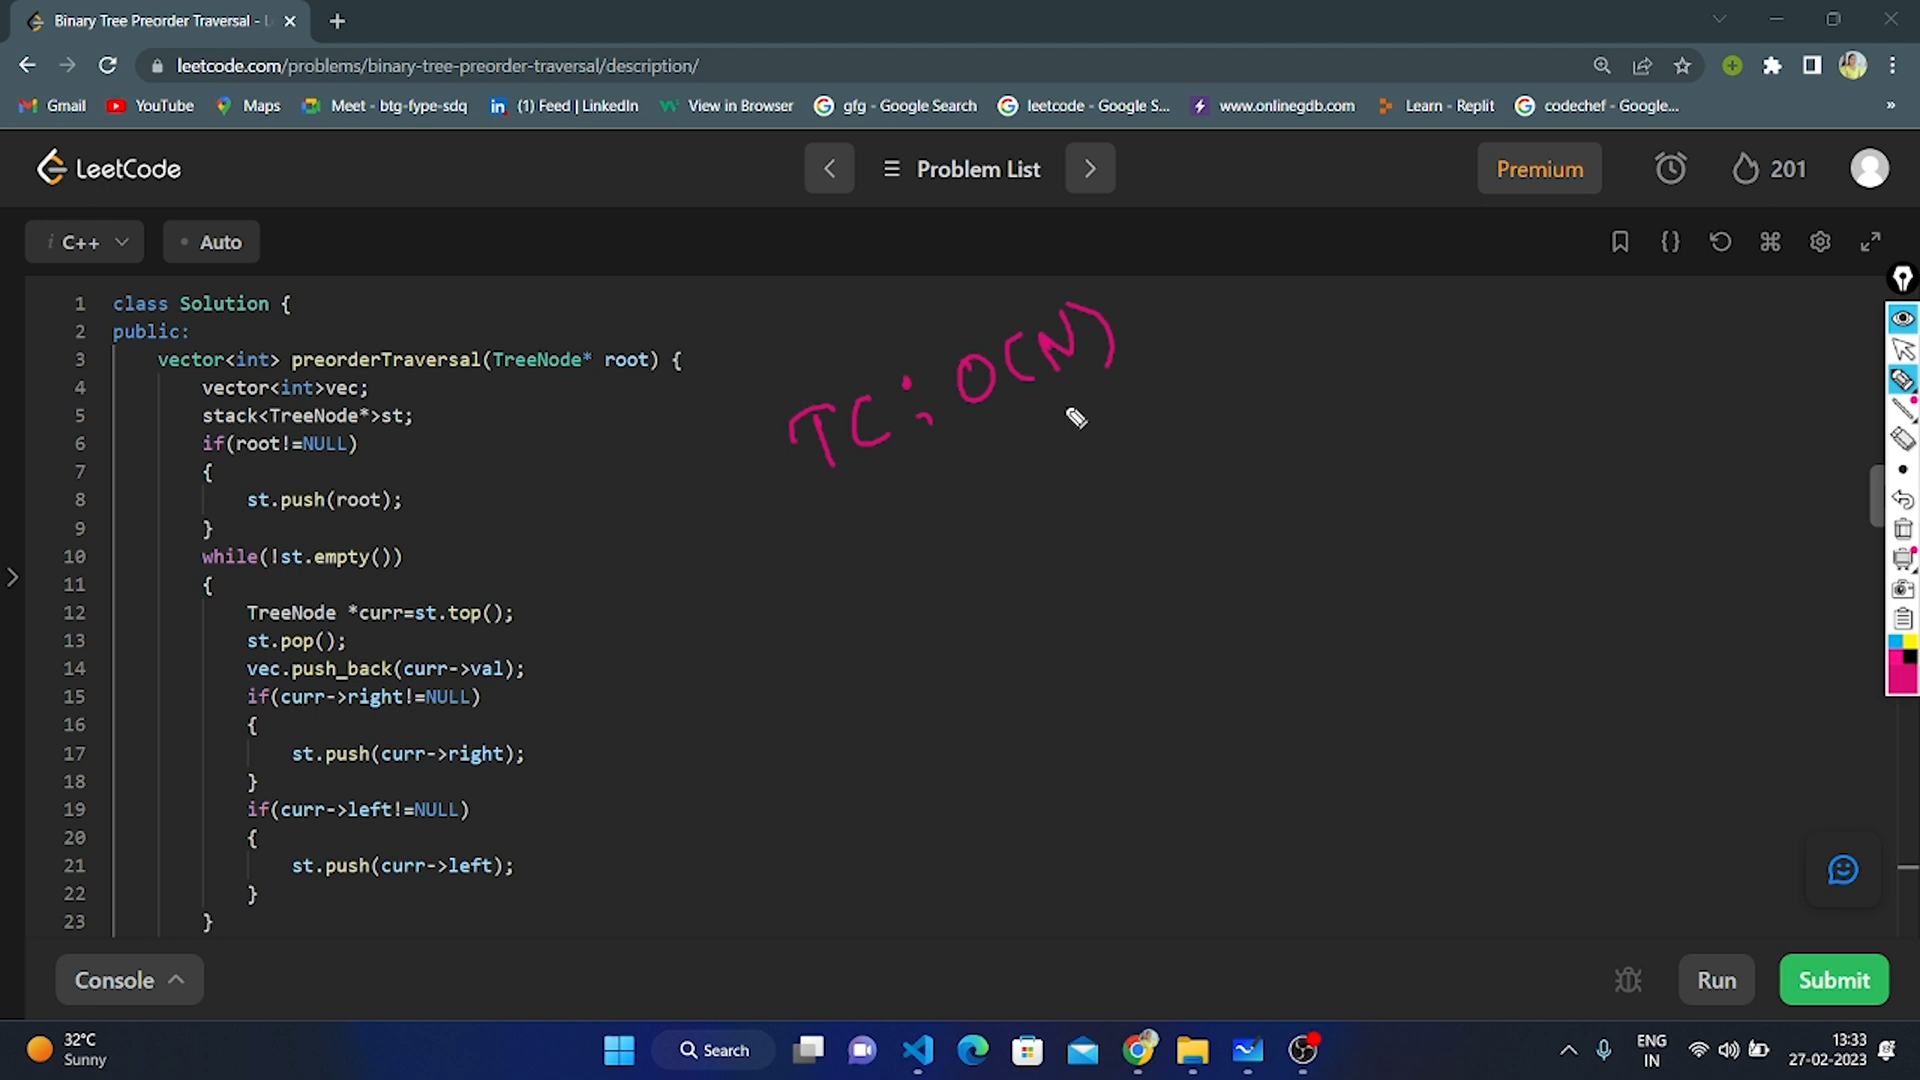 Binary Tree Preorder Traversal - L
leetcode.com/problems/binary-tree-preorder-traversal/description/
Gmail YouTube Maps Meet - btg-fype-sdq (1) Feed | LinkedIn View in Browser gfg - Google Search leetcode - Google S... www.onlinegdb.com Learn - Replit codechef - Google... »
LeetCode Problem List Premium 201
i C++ Auto
1 class Solution {
2 public:
3 vector<int> preorderTraversal(TreeNode* root) {
4 vector<int>vec;
5 stack<TreeNode*>st;
6 if(root!=NULL)
7 {
8 st.push(root);
9 }
10 while(!st.empty())
11 {
12 TreeNode *curr=st.top();
13 st.pop();
14 vec.push_back(curr->val);
15 if(curr->right!=NULL)
16 {
17 st.push(curr->right);
18 }
19 if(curr->left!=NULL)
20 {
21 st.push(curr->left);
22 }
23 }
TC: O(N)
Console Run Submit
32°C
Sunny
Search
ENG
IN
13:33
27-02-2023